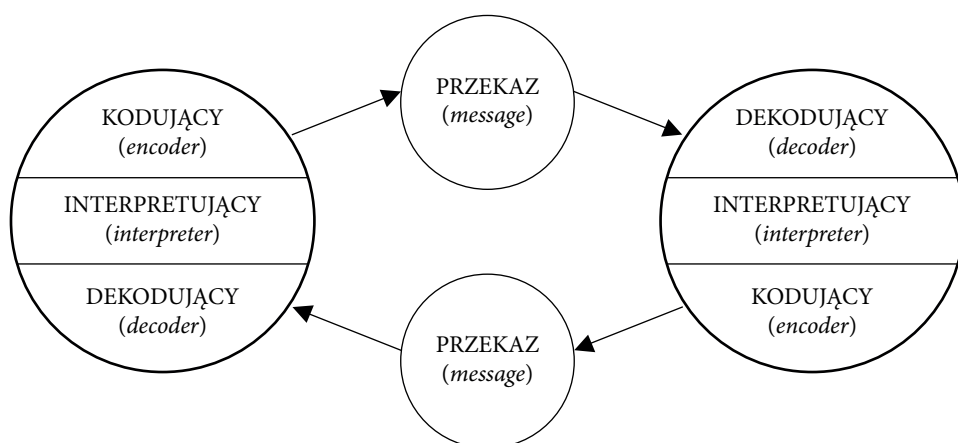 PRZEKAZ
(message)
KODUJĄCY
(encoder)
INTERPRETUJĄCY
(interpreter)
DEKODUJĄCY
(decoder)
DEKODUJĄCY
(decoder)
INTERPRETUJĄCY
(interpreter)
KODUJĄCY
(encoder)
PRZEKAZ
(message)